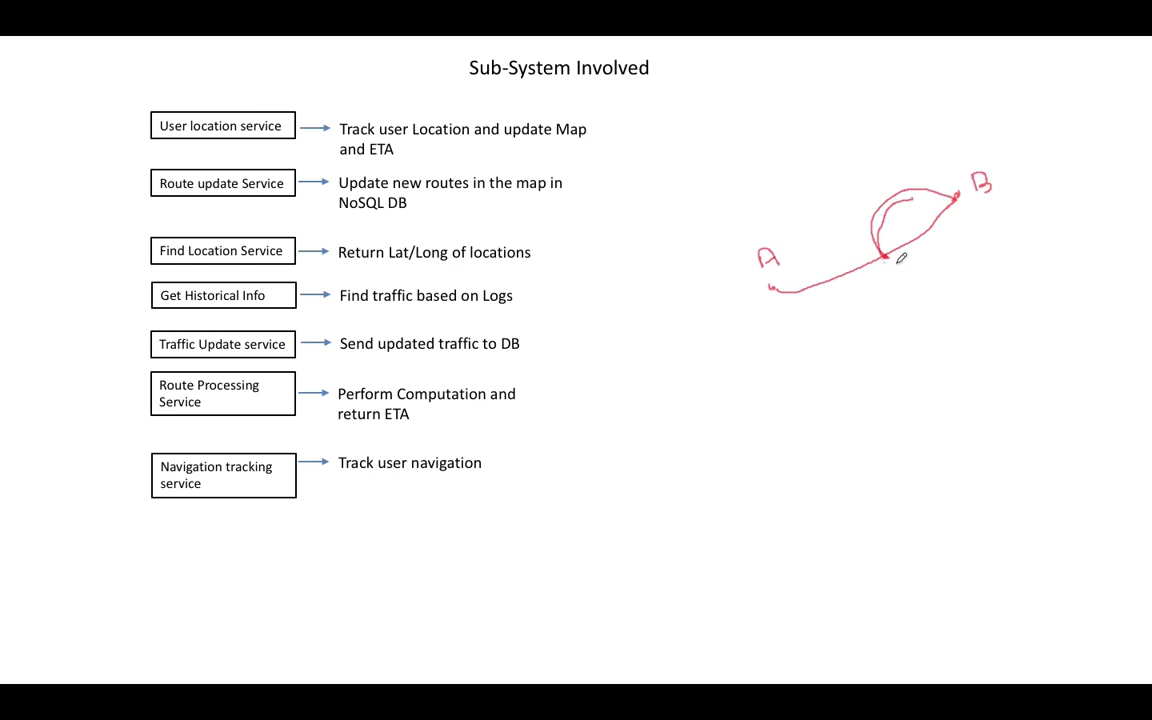 Sub-System Involved
User location service
Track user Location and update Map
and ETA
Route update Service
Update new routes in the map in
NoSQL DB
Find Location Service
Return Lat/Long of locations
Get Historical Info
Find traffic based on Logs
Traffic Update service
Send updated traffic to DB
Route Processing
Service
Perform Computation and
return ETA
Navigation tracking
service
Track user navigation
A
B